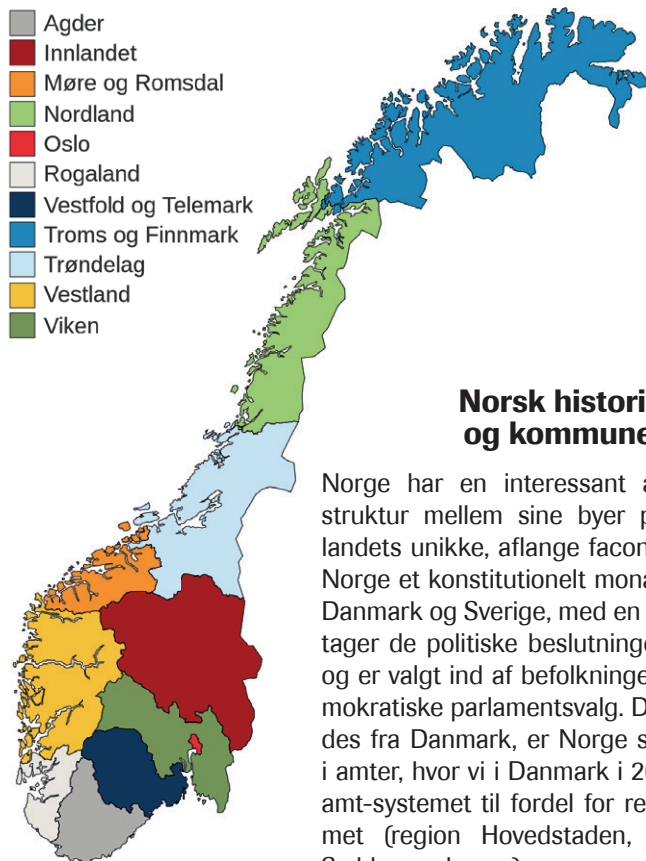 Agder
Innlandet
Møre og Romsdal
Nordland
Oslo
Rogaland
Vestfold og Telemark
Troms og Finnmark
Trøndelag
Vestland
Viken
Norsk histori
og kommune
Norge har en interessant a
struktur mellem sine byer p
landets unikke, aflange facon
Norge et konstitutionelt mona
Danmark og Sverige, med en
tager de politiske beslutninge
og er valgt ind af befolkninge
mokratiske parlamentsvalg. D
des fra Danmark, er Norge s
i amter, hvor vi i Danmark i 20
amt-systemet til fordel for re
met (region Hovedstaden,